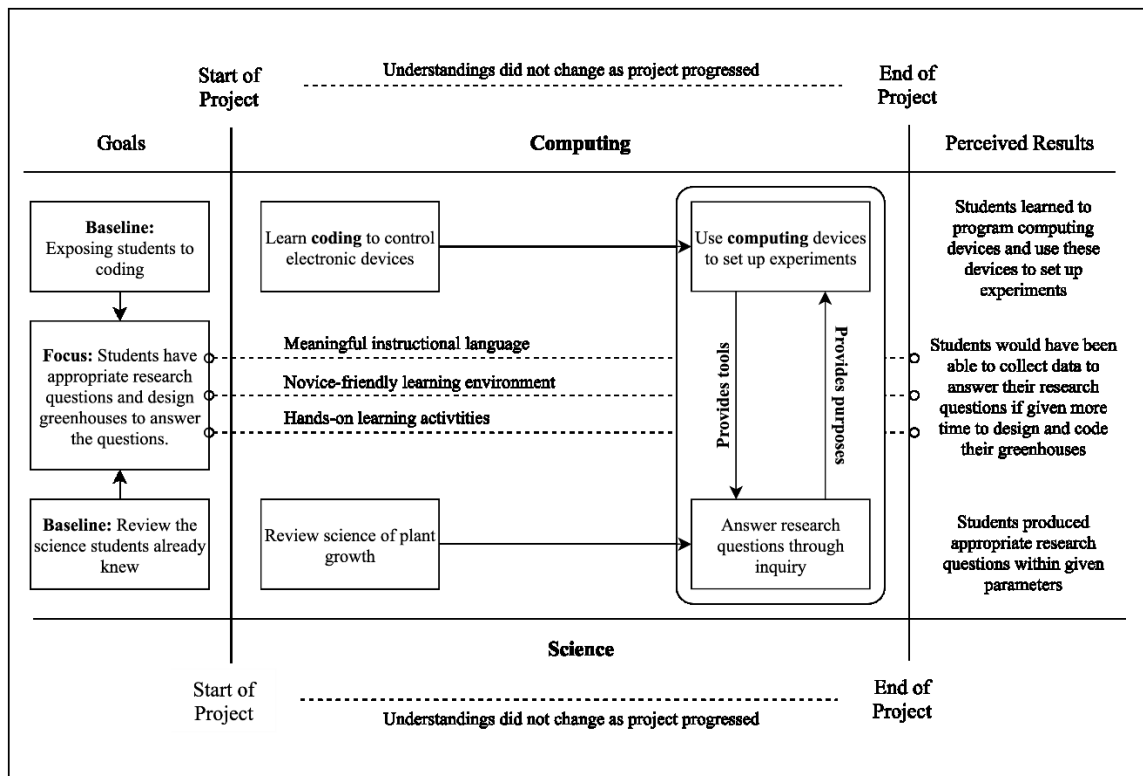 Understandings did not change as project progressed
Start of
Project
End of
Project
Goals
Computing
Perceived Results
Baseline:
Exposing students to
coding
Learn coding to control
electronic devices
Use computing devices
to set up experiments
Students learned to
program computing
devices and use these
devices to set up
experiments
Focus: Students have
appropriate research
questions and design
greenhouses to answer
the questions.
Meaningful instructional language
Novice-friendly learning environment
Hands-on learning activtities
Provides tools
Provides purposes
Students would have been
able to collect data to
answer their research
questions if given more
time to design and code
their greenhouses
Baseline: Review the
science students already
knew
Review science of plant
growth
Answer research
questions through
inquiry
Students produced
appropriate research
questions within given
parameters
Science
Start of
Project
End of
Project
Understandings did not change as project progressed